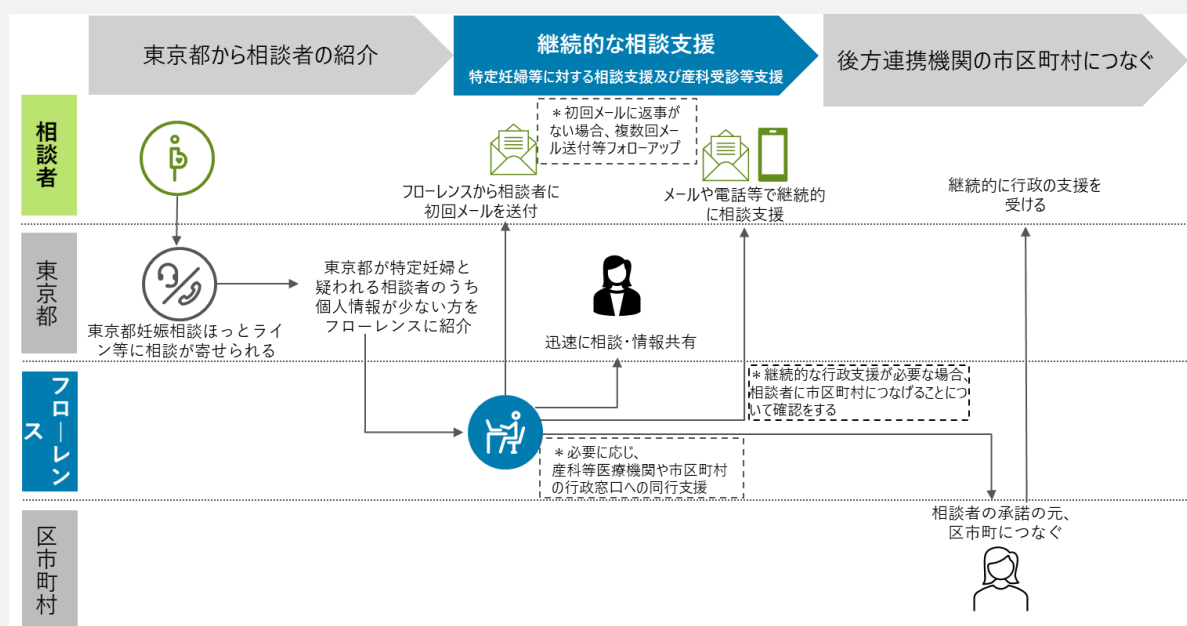 東京都から相談者の紹介
継続的な相談支援
特定妊婦等に対する相談支援及び産科受診等支援
後方連携機関の市区町村につなぐ
相談者
＊初回メールに返事が
ない場合、複数回メー
ル送付等フォローアップ
フローレンスから相談者に
初回メールを送付
メールや電話等で継続的
に相談支援
継続的に行政の支援を
受ける
東京都
東京都妊娠相談ほっとライ
ン等に相談が寄せられる
東京都が特定妊婦と
疑われる相談者のうち
個人情報が少ない方を
フローレンスに紹介
迅速に相談・情報共有
フローレン
ス
＊継続的な行政支援が必要な場合、
相談者に市区町村につなげることにつ
いて確認をする
＊必要に応じ、
産科等医療機関や市区町村
の行政窓口への同行支援
区市町村
相談者の承諾の元、
区市町につなぐ